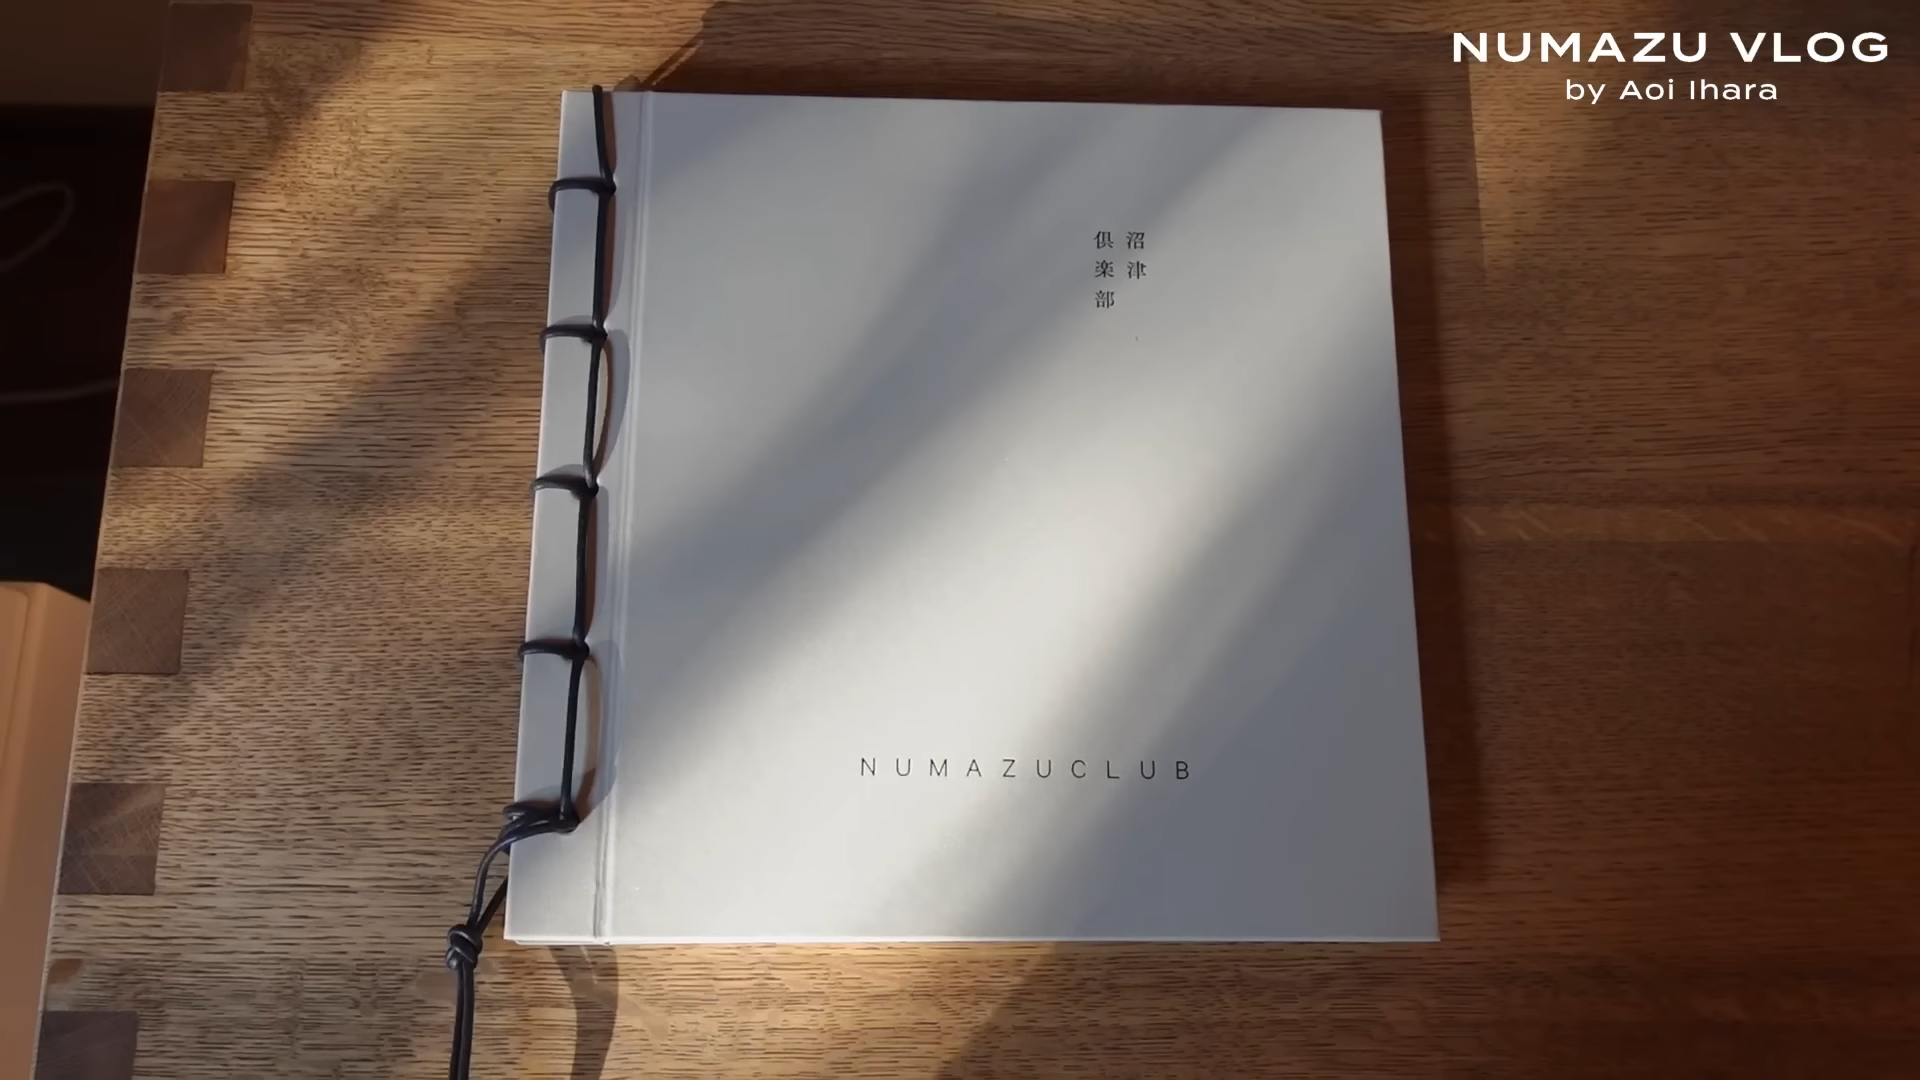 NUMAZU VLOG
by Aoi Ihara
沼津
倶楽部
NUMAZUCLUB